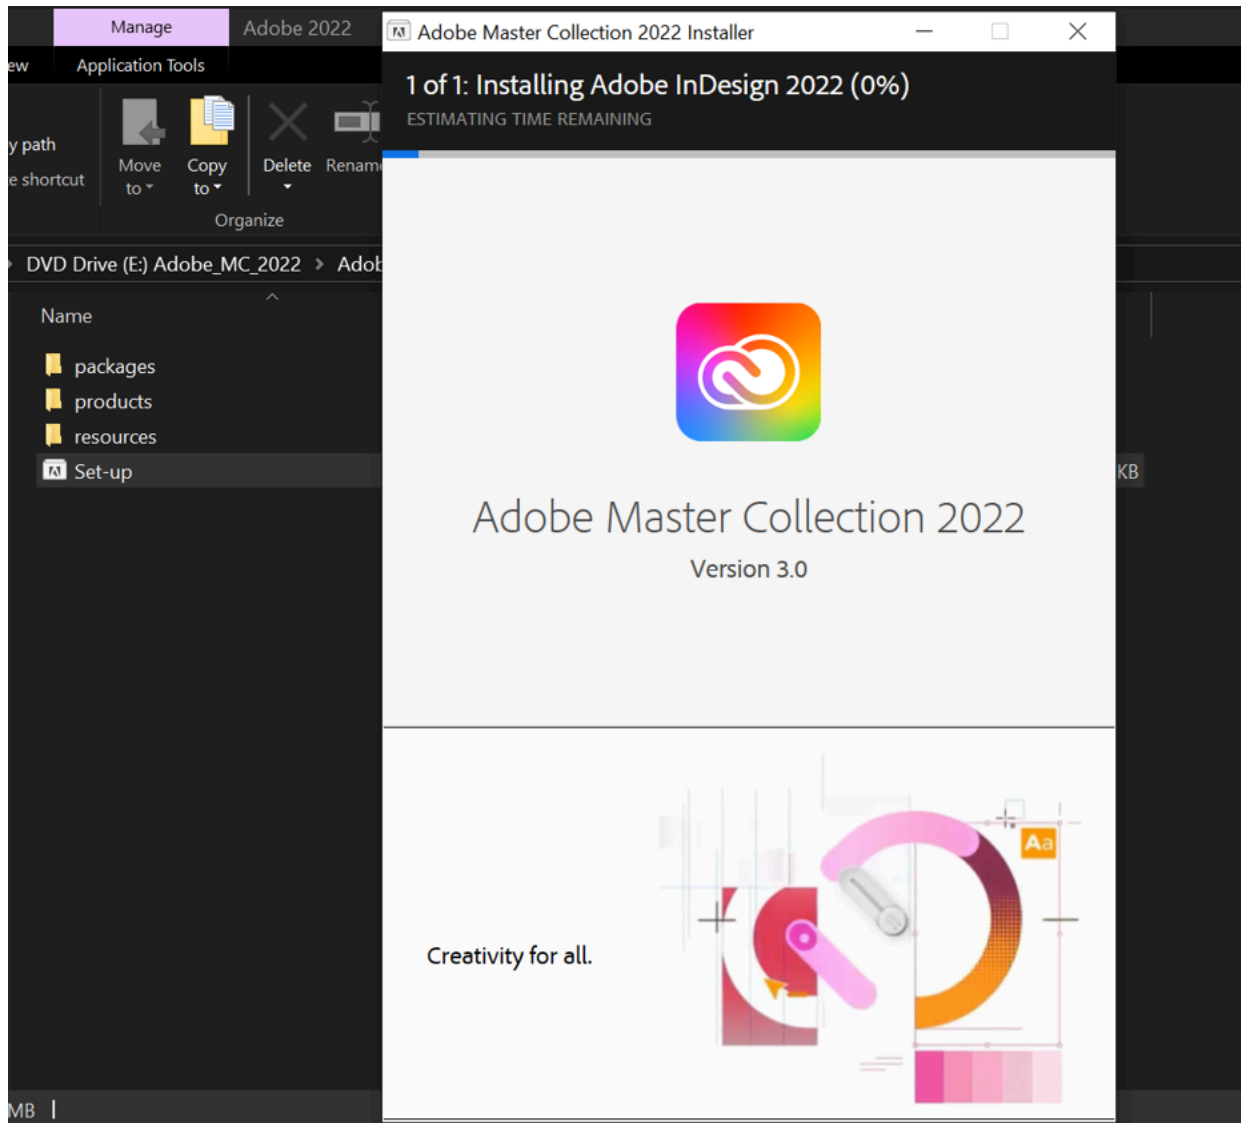 Manage
Adobe 2022
Adobe Master Collection 2022 Installer
ew
Application Tools
1 of 1: Installing Adobe InDesign 2022 (0%)
ESTIMATING TIME REMAINING
y path
e shortcut
Move
to
Copy
to
Delete
Rename
Organize
DVD Drive (E:) Adobe_MC_2022 > Adob
Name
packages
products
resources
Set-up
KB
Adobe Master Collection 2022
Version 3.0
Aa
Creativity for all.
MB